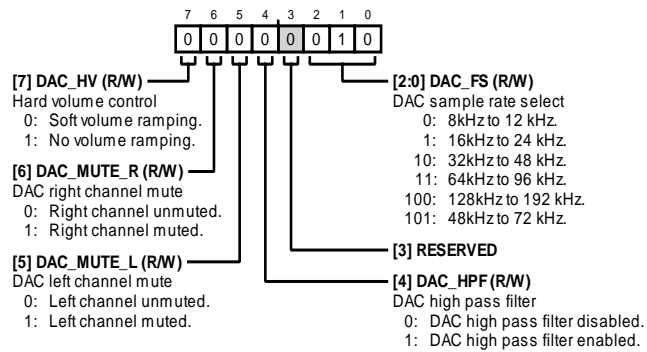 7 6 5 4 3 2 1 0
0 0 0 0 0 0 1 0
[7] DAC_HV (R/W)
Hard volume control
0: Soft volume ramping.
1: No volume ramping.
[6] DAC_MUTE_R (R/W)
DAC right channel mute
0: Right channel unmuted.
1: Right channel muted.
[5] DAC_MUTE_L (R/W)
DAC left channel mute
0: Left channel unmuted.
1: Left channel muted.
[2:0] DAC_FS (R/W)
DAC sample rate select
0: 8kHz to 12 kHz.
1: 16kHz to 24 kHz.
10: 32kHz to 48 kHz.
11: 64kHz to 96 kHz.
100: 128kHz to 192 kHz.
101: 48kHz to 72 kHz.
[3] RESERVED
[4] DAC_HPF (R/W)
DAC high pass filter
0: DAC high pass filter disabled.
1: DAC high pass filter enabled.